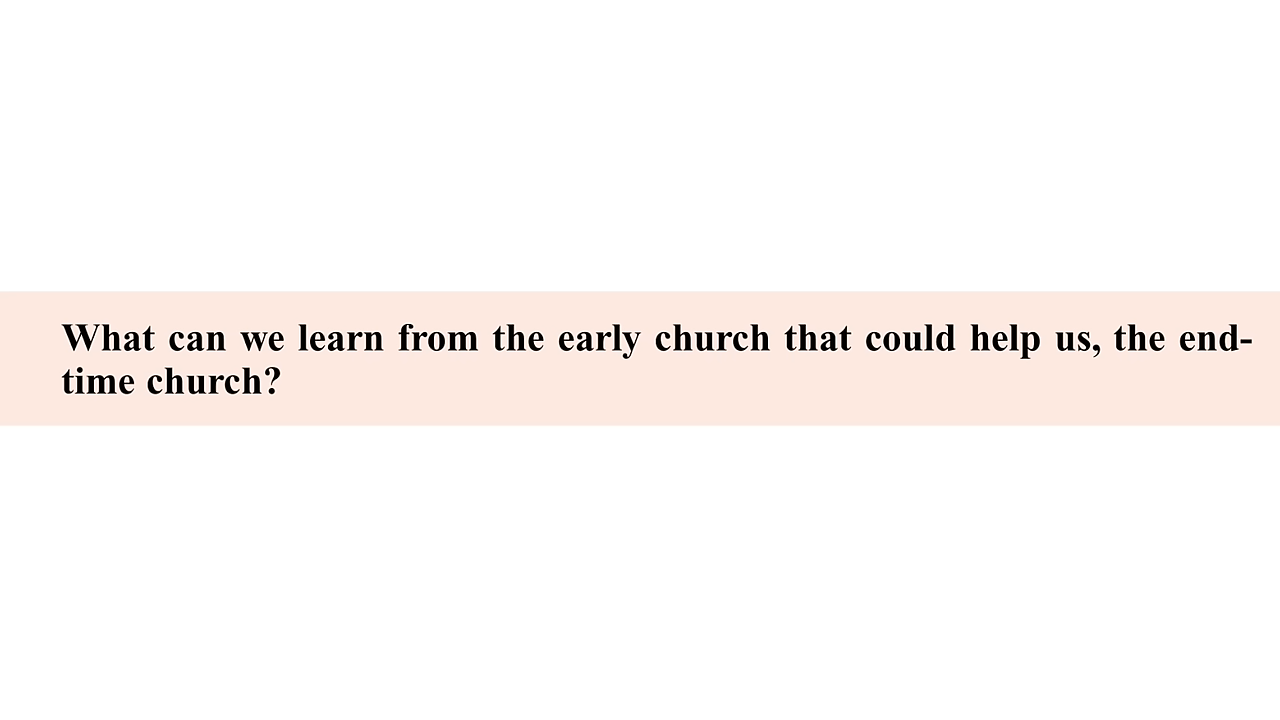 What can we learn from the early church that could help us, the end-
time church?